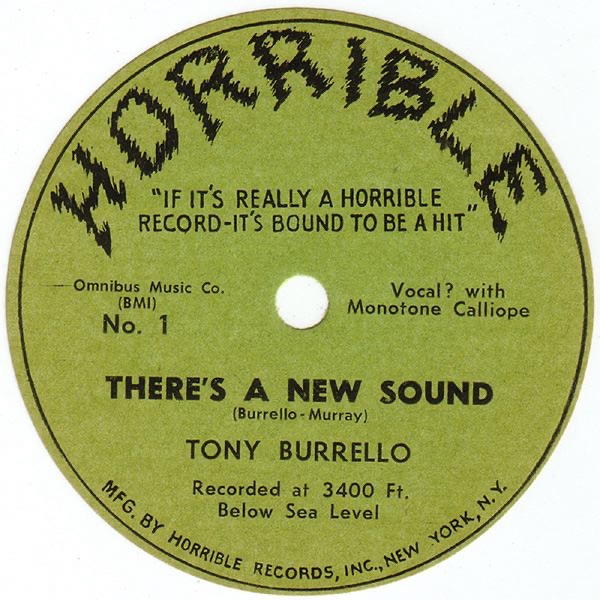 HORRIBLE
"IF IT'S REALLY A HORRIBLE
RECORD-IT'S BOUND TO BE A HIT"
Omnibus Music Co.
(BMI)
No. 1
Vocal? with
Monotone Calliope
THERE'S A NEW SOUND
(Burrello-Murray)
TONY BURRELLO
Recorded at 3400 Ft.
Below Sea Level
MFG. BY HORRIBLE RECORDS, INC., NEW YORK, N.Y.